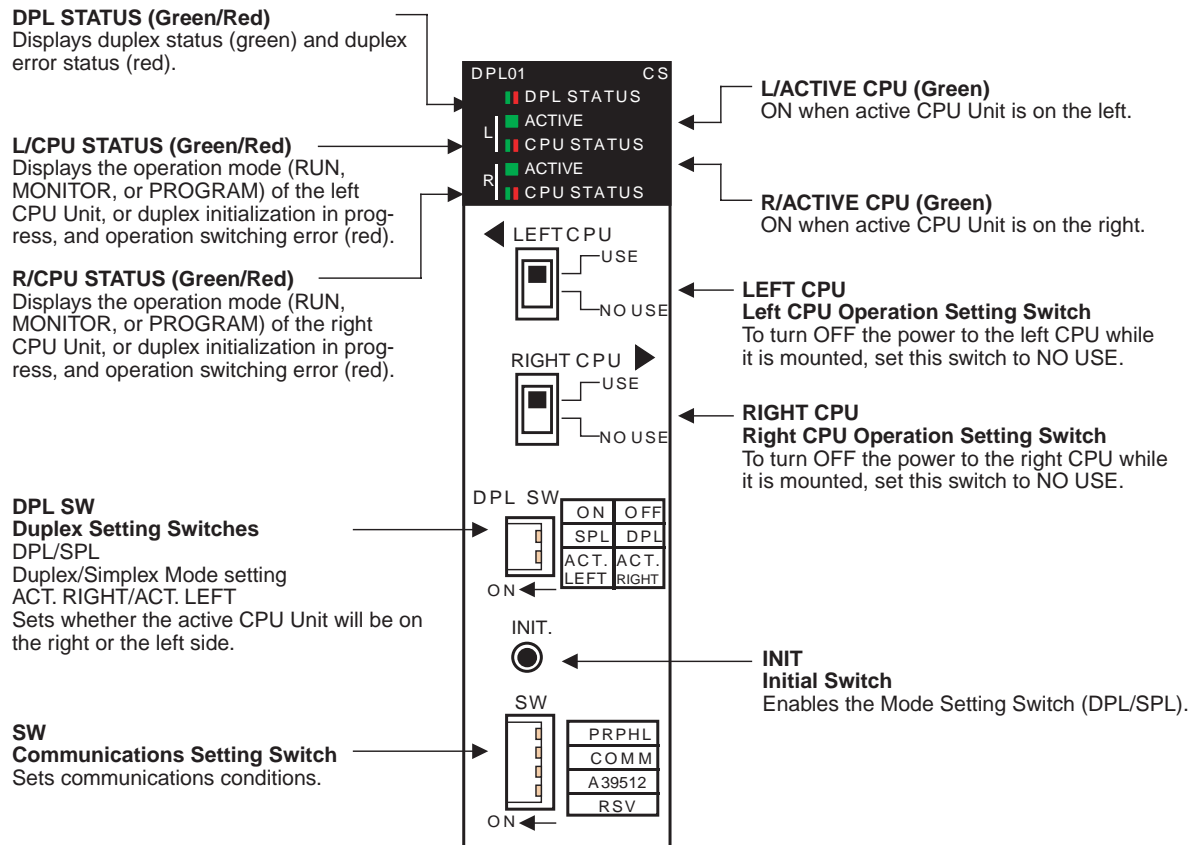 DPL STATUS (Green/Red)
Displays duplex status (green) and duplex
error status (red).
L/CPU STATUS (Green/Red)
Displays the operation mode (RUN,
MONITOR, or PROGRAM) of the left
CPU Unit, or duplex initialization in prog-
ress, and operation switching error (red).
R/CPU STATUS (Green/Red)
Displays the operation mode (RUN,
MONITOR, or PROGRAM) of the right
CPU Unit, or duplex initialization in prog-
ress, and operation switching error (red).
DPL SW
Duplex Setting Switches
DPL/SPL
Duplex/Simplex Mode setting
ACT. RIGHT/ACT. LEFT
Sets whether the active CPU Unit will be on
the right or the left side.
SW
Communications Setting Switch
Sets communications conditions.
DPL01 CS
DPL STATUS
L
ACTIVE
CPU STATUS
R
ACTIVE
CPU STATUS
LEFT CPU
USE
NO USE
RIGHT CPU
USE
NO USE
DPL SW
ON OFF
SPL DPL
ACT. ACT.
LEFT RIGHT
ON
INIT.
SW
PRPHL
COMM
A39512
RSV
ON
L/ACTIVE CPU (Green)
ON when active CPU Unit is on the left.
R/ACTIVE CPU (Green)
ON when active CPU Unit is on the right.
LEFT CPU
Left CPU Operation Setting Switch
To turn OFF the power to the left CPU while
it is mounted, set this switch to NO USE.
RIGHT CPU
Right CPU Operation Setting Switch
To turn OFF the power to the right CPU while
it is mounted, set this switch to NO USE.
INIT
Initial Switch
Enables the Mode Setting Switch (DPL/SPL).